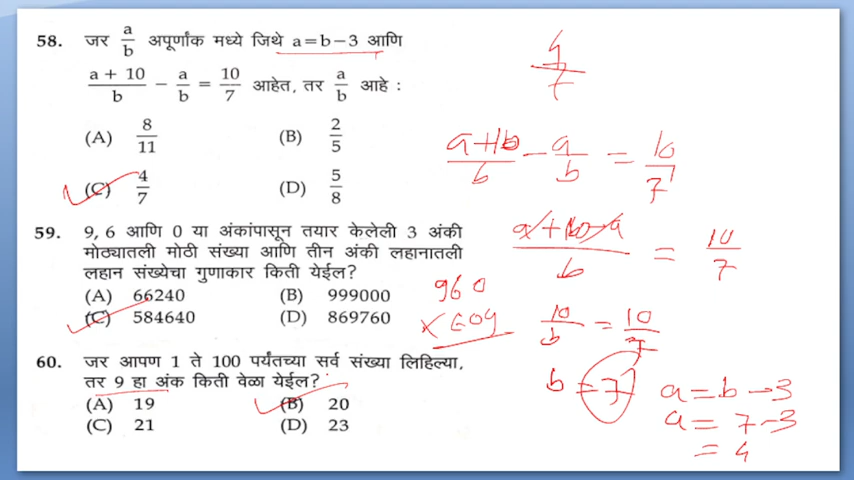 58. जर a/b अपूर्णांक मध्ये जिथे a=b−3 आणि
(a + 10)/b − a/b = 10/7 आहेत, तर a/b आहे :
(A) 8/11 (B) 2/5
(C) 4/7 (D) 5/8
59. 9, 6 आणि 0 या अंकांपासून तयार केलेली 3 अंकी
मोठ्यातली मोठी संख्या आणि तीन अंकी लहानातली
लहान संख्येचा गुणाकार किती येईल?
(A) 66240 (B) 999000
(C) 584640 (D) 869760
60. जर आपण 1 ते 100 पर्यंतच्या सर्व संख्या लिहिल्या,
तर 9 हा अंक किती वेळा येईल?
(A) 19 (B) 20
(C) 21 (D) 23
4/7
(a+10)/b − a/b = 10/7
(a+10−a)/b = 10/7
960
×609
10/b = 10/7
b = 7
a = b − 3
a = 7 − 3
= 4